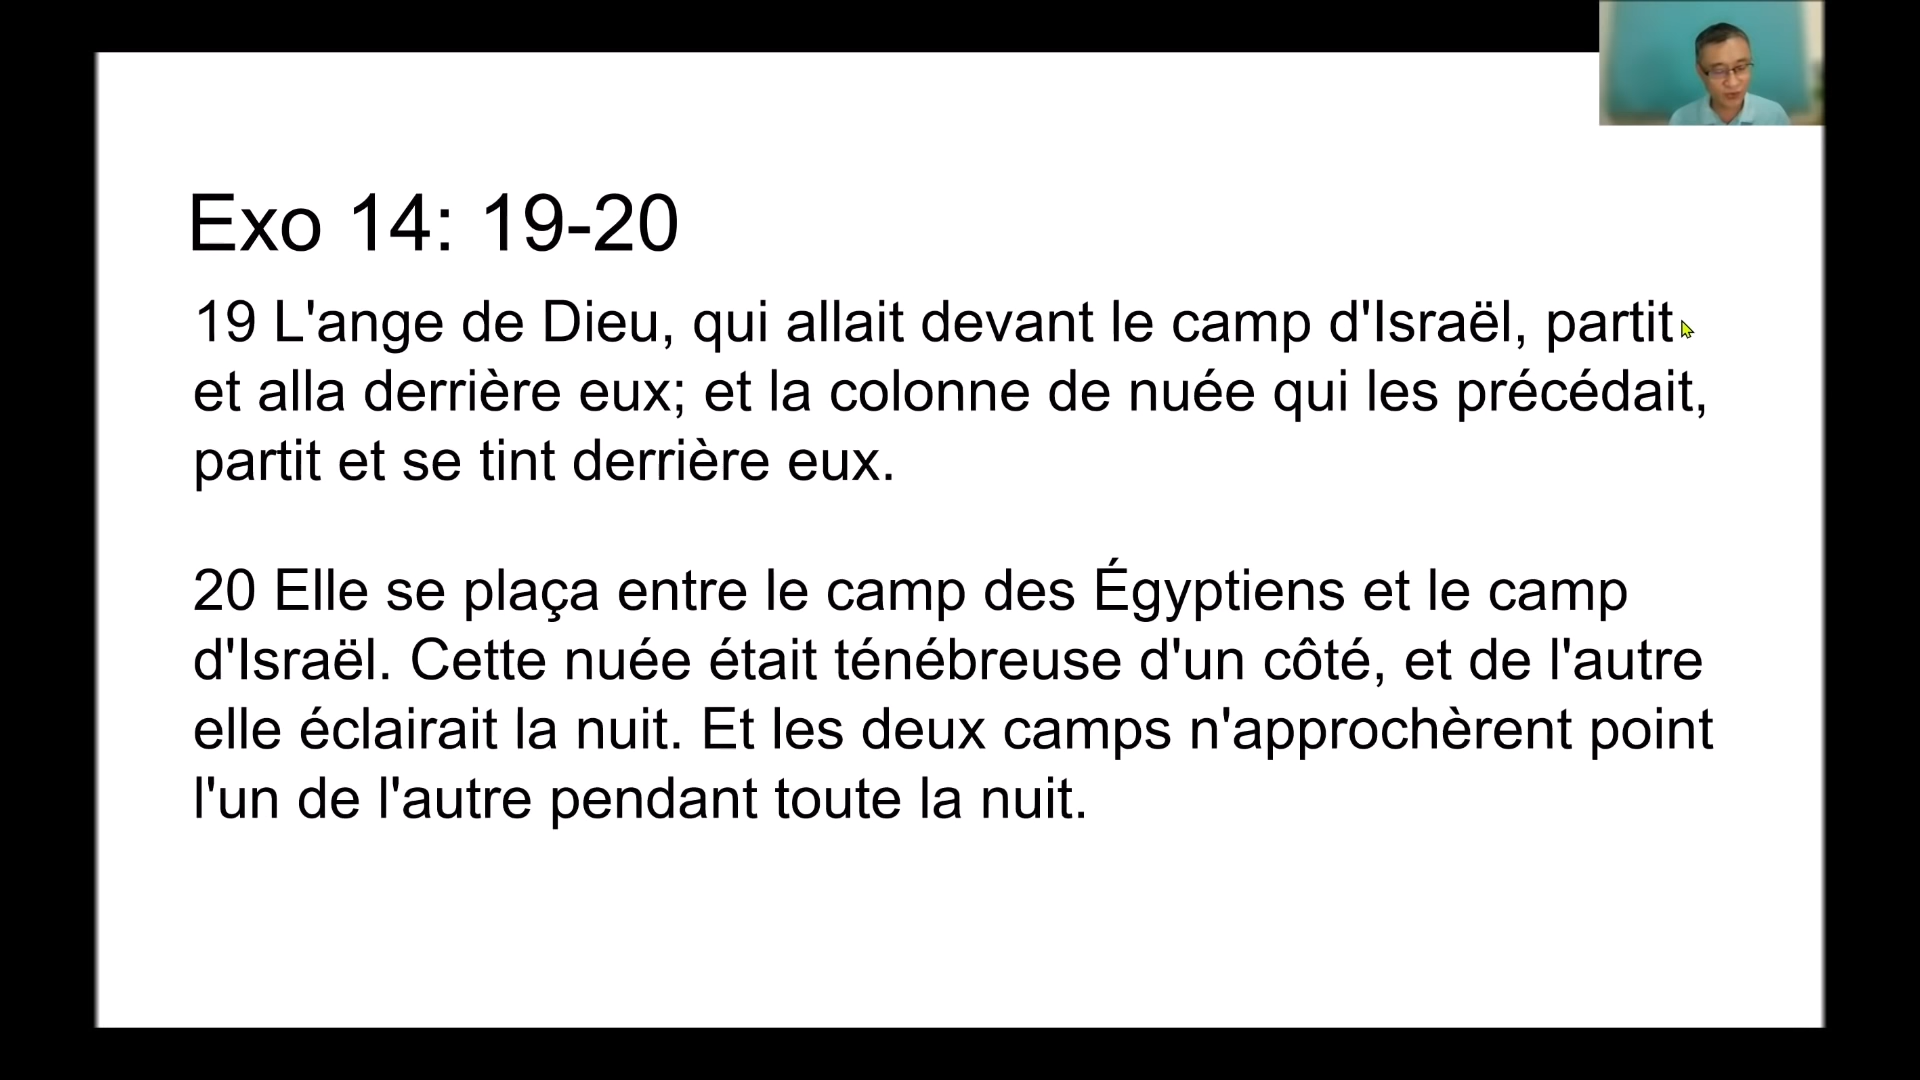 Exo 14: 19-20
19 L'ange de Dieu, qui allait devant le camp d'Israël, partit
et alla derrière eux; et la colonne de nuée qui les précédait,
partit et se tint derrière eux.
20 Elle se plaça entre le camp des Égyptiens et le camp
d'Israël. Cette nuée était ténébreuse d'un côté, et de l'autre
elle éclairait la nuit. Et les deux camps n'approchèrent point
l'un de l'autre pendant toute la nuit.